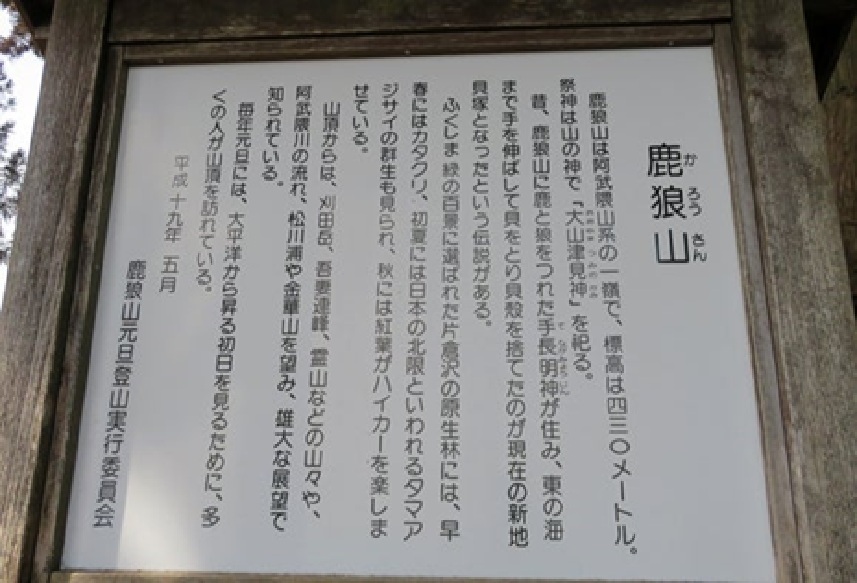 鹿狼山
かろうさん
鹿狼山は阿武隈山系の一嶺で、標高は四三〇メートル。
祭神は山の神で「大山津見神」を祀る。
昔、鹿狼山に鹿と狼をつれた手長明神が住み、東の海
まで手を伸ばして貝をとり貝殻を捨てたのが現在の新地
貝塚となったという伝説がある。
ふくしま緑の百景に選ばれた片倉沢の原生林には、早
春にはカタクリ、初夏には日本の北限といわれるタマア
ジサイの群生も見られ、秋には紅葉がハイカーを楽しま
せている。
山頂からは、刈田岳、吾妻連峰、霊山などの山々や、
阿武隈川の流れ、松川浦や金華山を望み、雄大な展望で
知られている。
毎年元旦には、太平洋から昇る初日を見るために、多
くの人が山頂を訪れている。
平成十九年 五月
鹿狼山元旦登山実行委員会